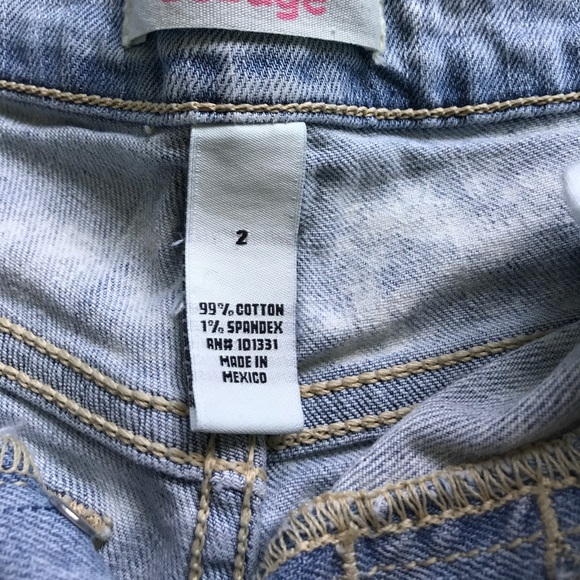 2
99% COTTON
1% SPANDEX
RN# 101331
MADE IN
MEXICO